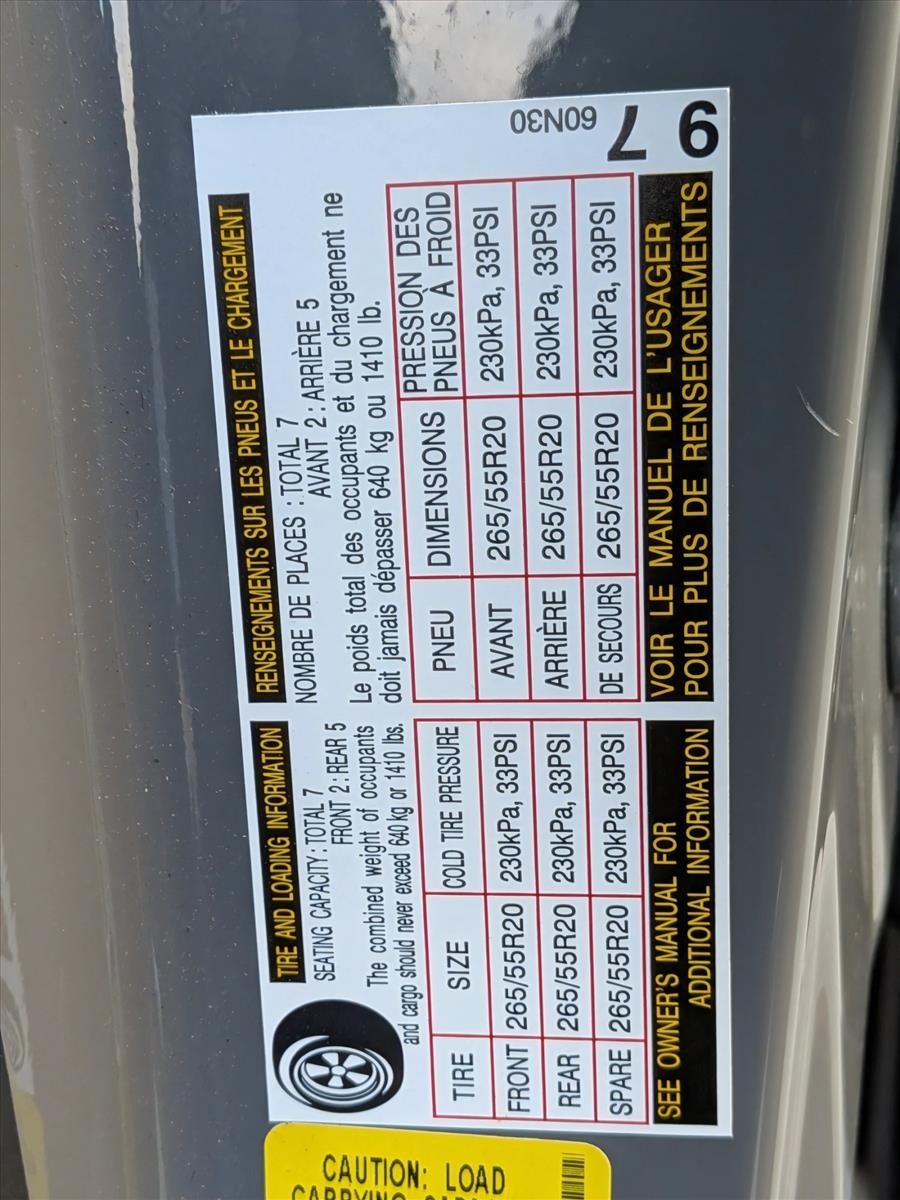 TIRE AND LOADING INFORMATION
SEATING CAPACITY : TOTAL 7
FRONT 2 : REAR 5
The combined weight of occupants
and cargo should never exceed 640 kg or 1410 lbs.
TIRE SIZE COLD TIRE PRESSURE
FRONT 265/55R20 230kPa, 33PSI
REAR 265/55R20 230kPa, 33PSI
SPARE 265/55R20 230kPa, 33PSI
SEE OWNER'S MANUAL FOR
ADDITIONAL INFORMATION
RENSEIGNEMENTS SUR LES PNEUS ET LE CHARGEMENT
NOMBRE DE PLACES : TOTAL 7
AVANT 2 : ARRIÈRE 5
Le poids total des occupants et du chargement ne
doit jamais dépasser 640 kg ou 1410 lb.
PNEU DIMENSIONS PRESSION DES
PNEUS À FROID
AVANT 265/55R20 230kPa, 33PSI
ARRIÈRE 265/55R20 230kPa, 33PSI
DE SECOURS 265/55R20 230kPa, 33PSI
VOIR LE MANUEL DE L'USAGER
POUR PLUS DE RENSEIGNEMENTS
60N30
7
9
CAUTION: LOAD